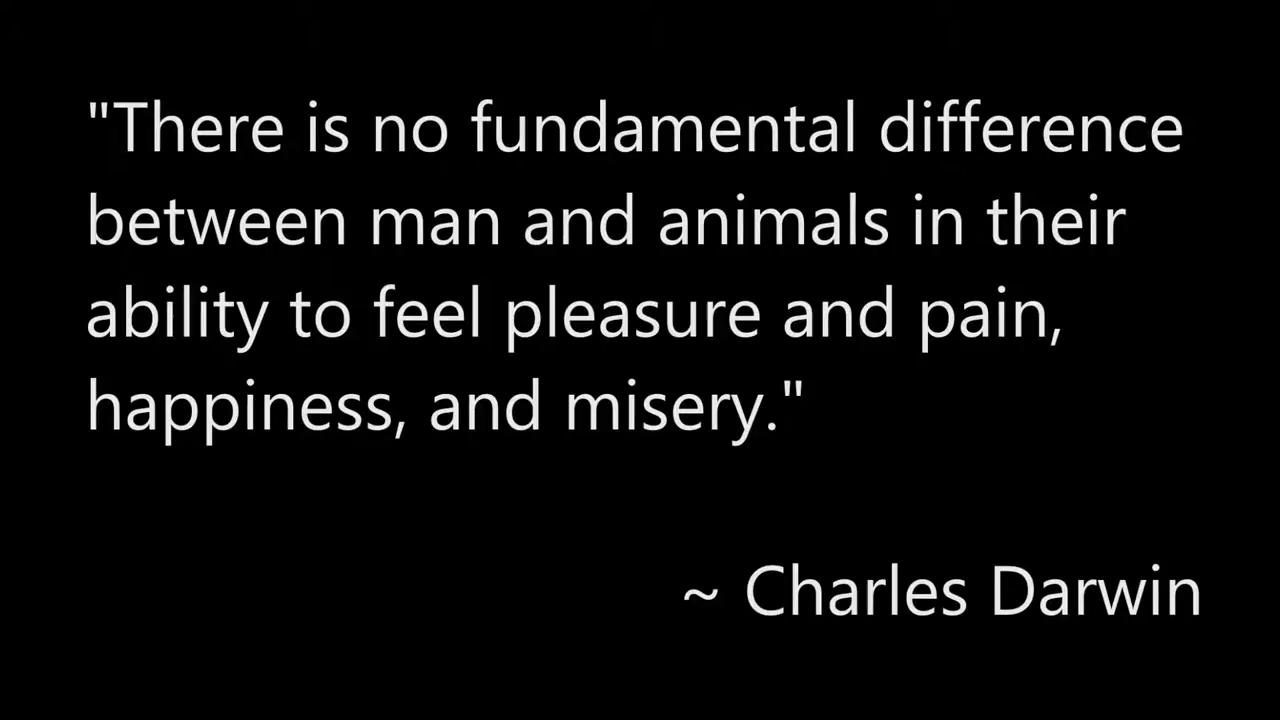 "There is no fundamental difference
between man and animals in their
ability to feel pleasure and pain,
happiness, and misery."
~ Charles Darwin